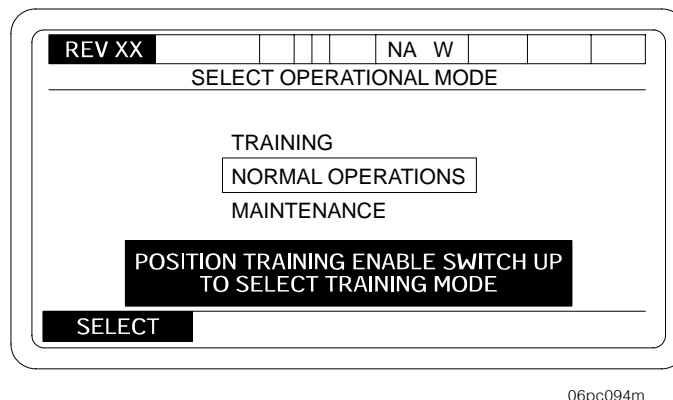 REV XX NA W
SELECT OPERATIONAL MODE
TRAINING
NORMAL OPERATIONS
MAINTENANCE
POSITION TRAINING ENABLE SWITCH UP
TO SELECT TRAINING MODE
SELECT
06pc094m